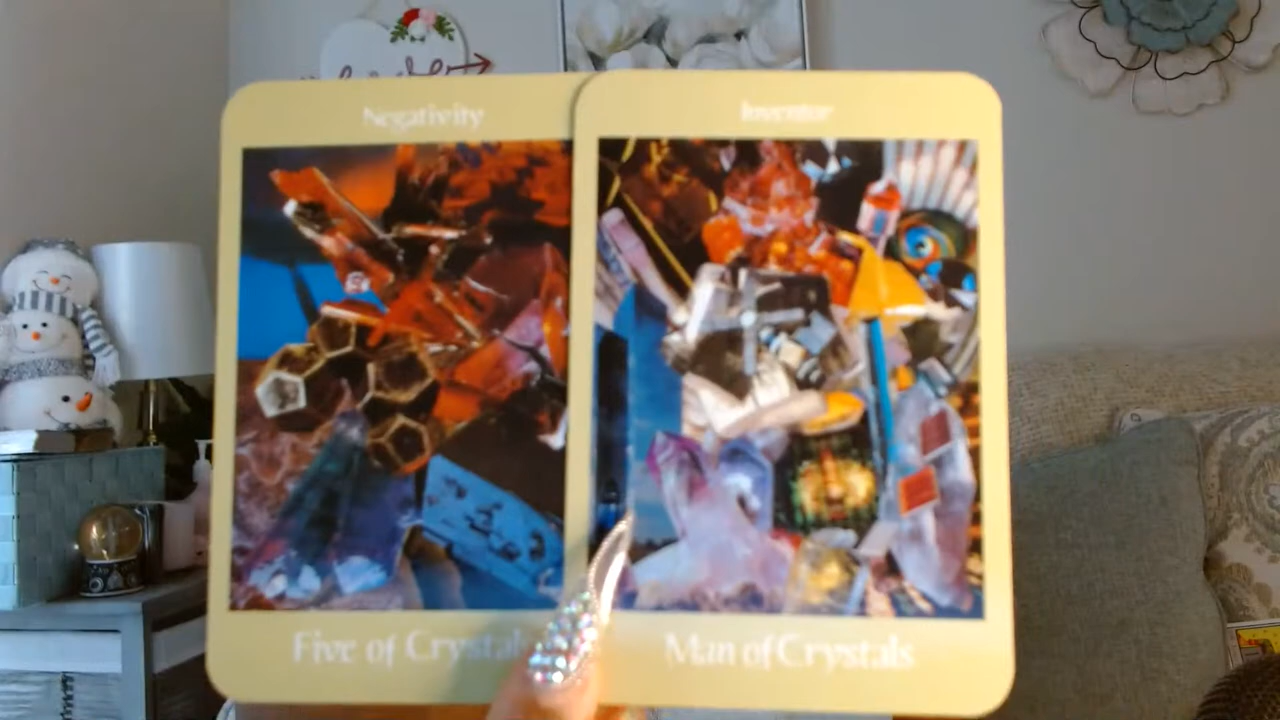 Negativity
Inventor
Five of Crystals
Man of Crystals